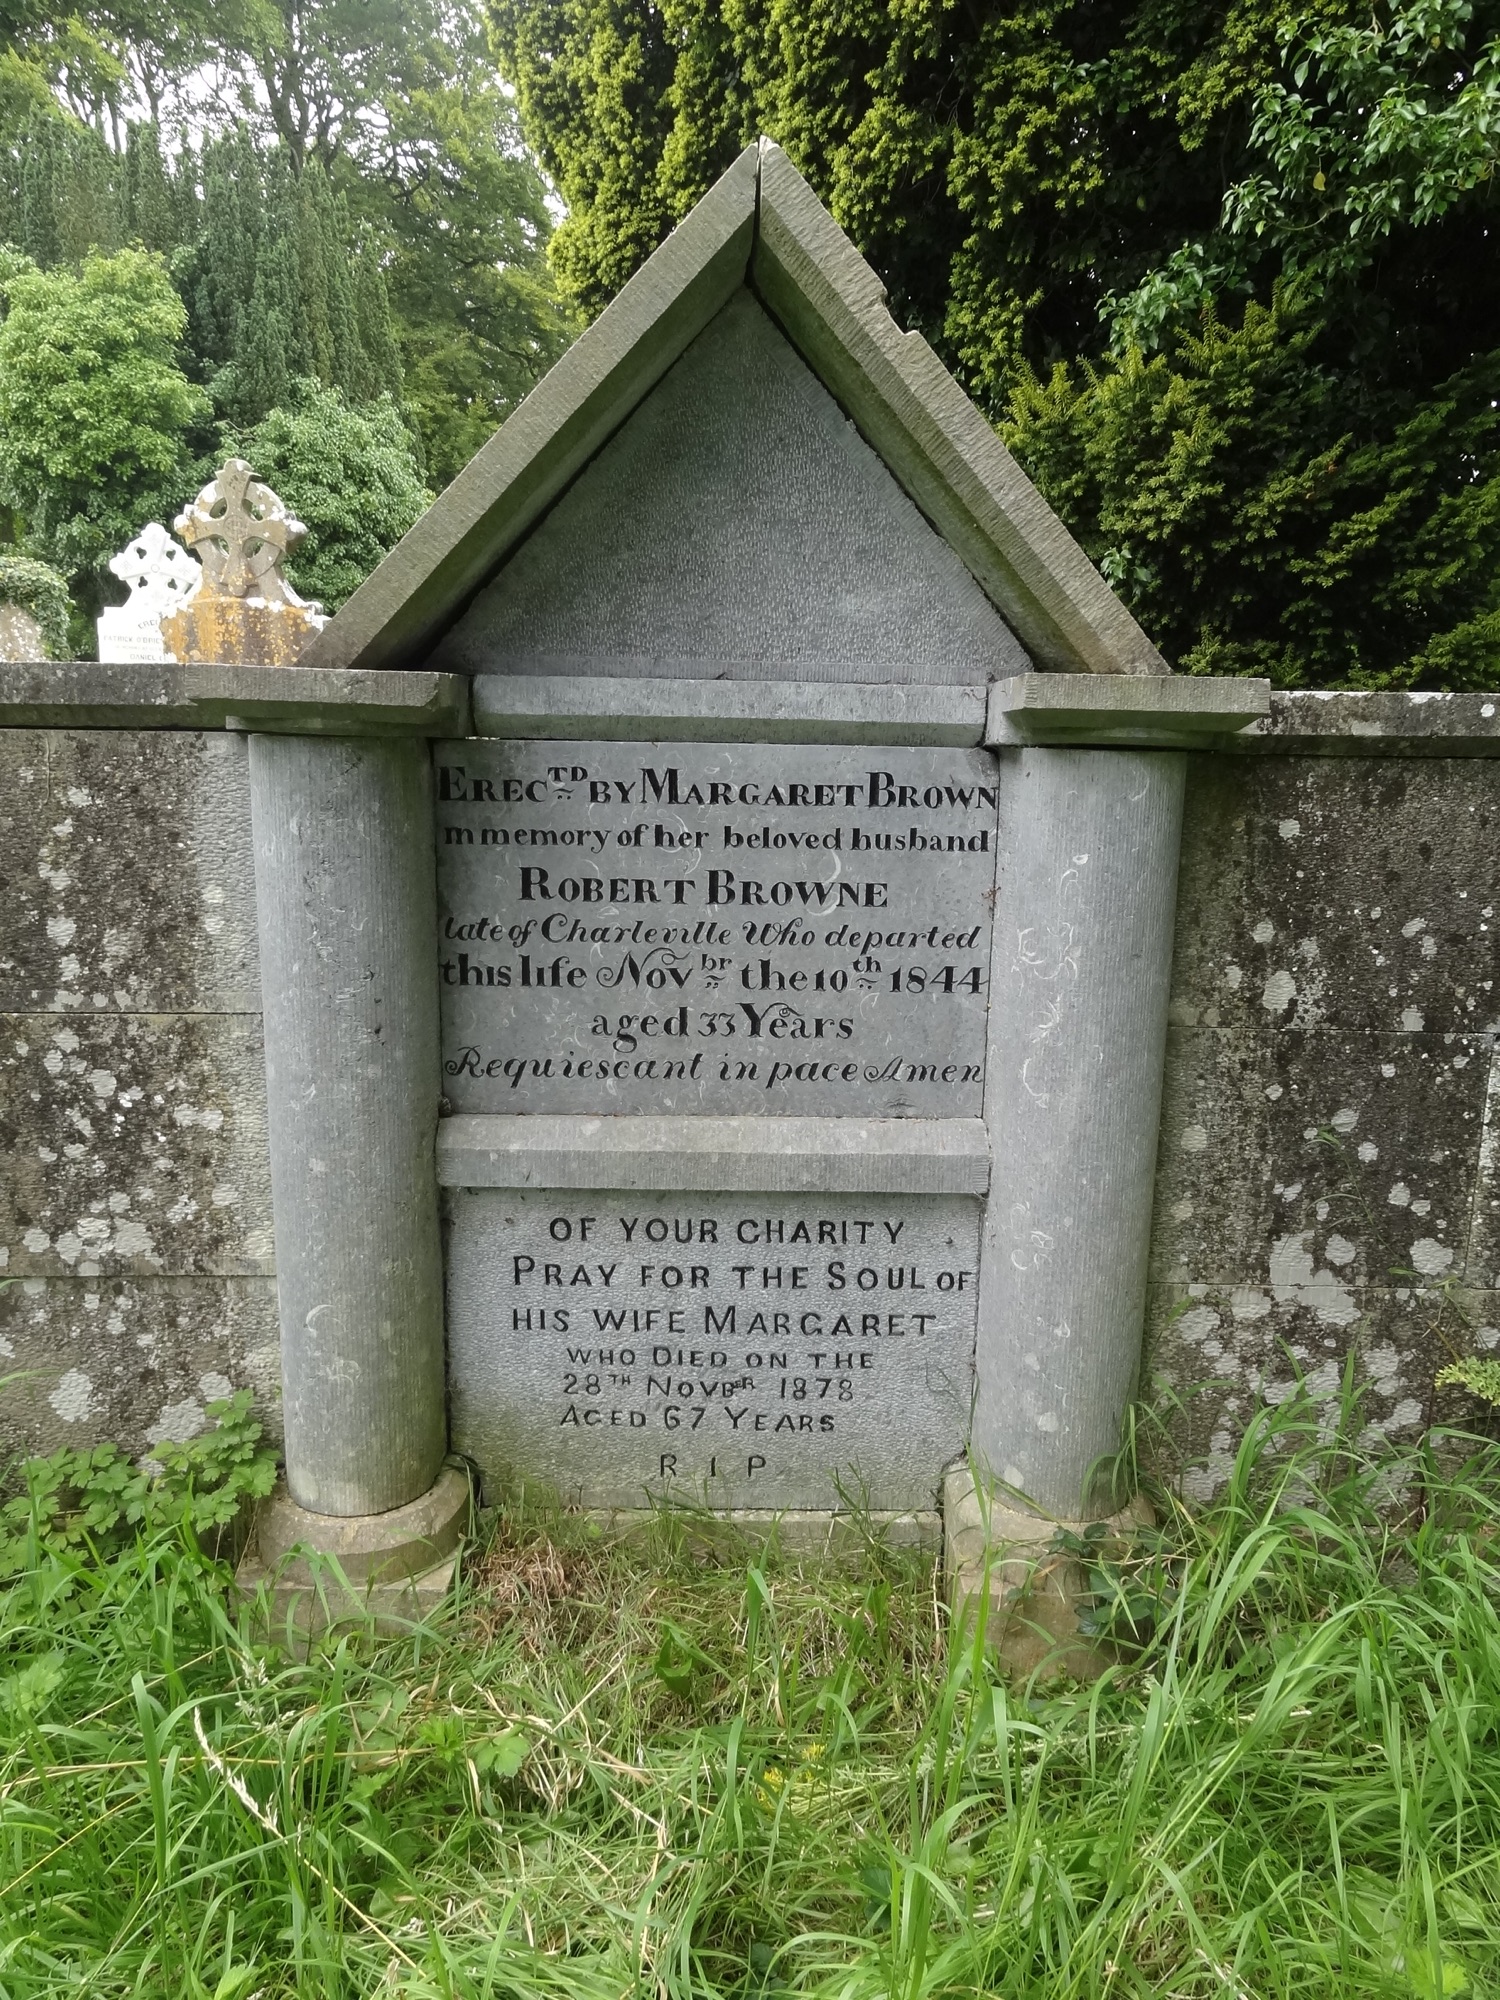 ERECTD BY MARGARET BROWN
in memory of her beloved husband
ROBERT BROWNE
late of Charleville Who departed
this life Novbr the 10th 1844
aged 33 Years
Requiescant in pace Amen
OF YOUR CHARITY
PRAY FOR THE SOUL OF
HIS WIFE MARGARET
WHO DIED ON THE
28TH NOVBER 1878
AGED 67 YEARS
R I P